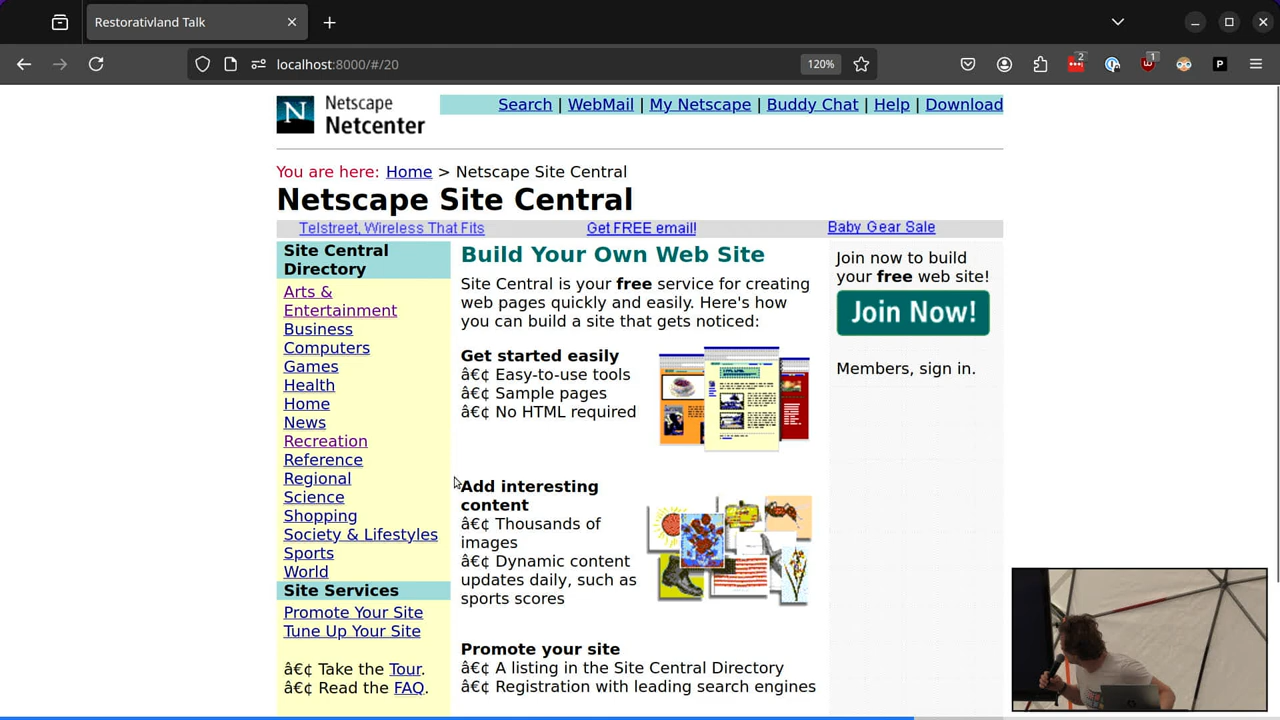 Restorativland Talk
localhost:8000/#/20
120%
2
1
P
N
Netscape
Netcenter
Search | WebMail | My Netscape | Buddy Chat | Help | Download
You are here: Home > Netscape Site Central
Netscape Site Central
Telstreet, Wireless That Fits
Get FREE email!
Baby Gear Sale
Site Central
Directory
Arts &
Entertainment
Business
Computers
Games
Health
Home
News
Recreation
Reference
Regional
Science
Shopping
Society & Lifestyles
Sports
World
Site Services
Promote Your Site
Tune Up Your Site
â€¢ Take the Tour.
â€¢ Read the FAQ.
Build Your Own Web Site
Site Central is your free service for creating
web pages quickly and easily. Here's how
you can build a site that gets noticed:
Get started easily
â€¢ Easy-to-use tools
â€¢ Sample pages
â€¢ No HTML required
Add interesting
content
â€¢ Thousands of
images
â€¢ Dynamic content
updates daily, such as
sports scores
Promote your site
â€¢ A listing in the Site Central Directory
â€¢ Registration with leading search engines
Join now to build
your free web site!
Join Now!
Members, sign in.